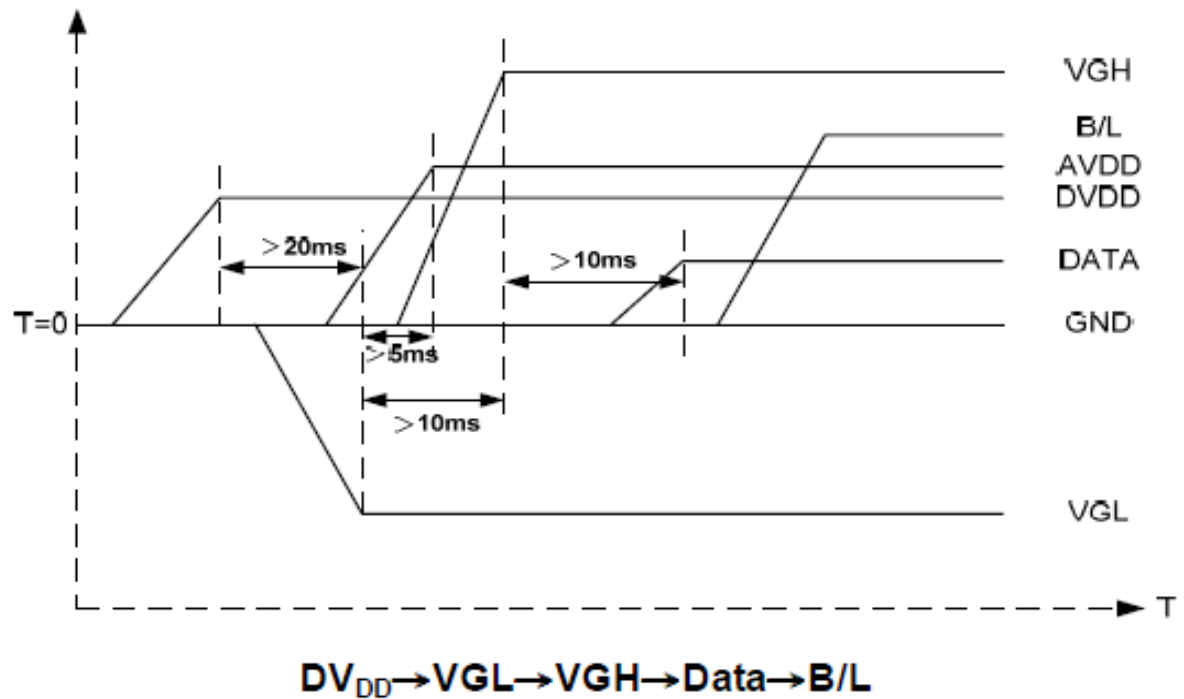 VGH
B/L
AVDD
DVDD
>20ms
>10ms
DATA
T=0
GND
>5ms
>10ms
VGL
T
DVDD→VGL→VGH→Data→B/L